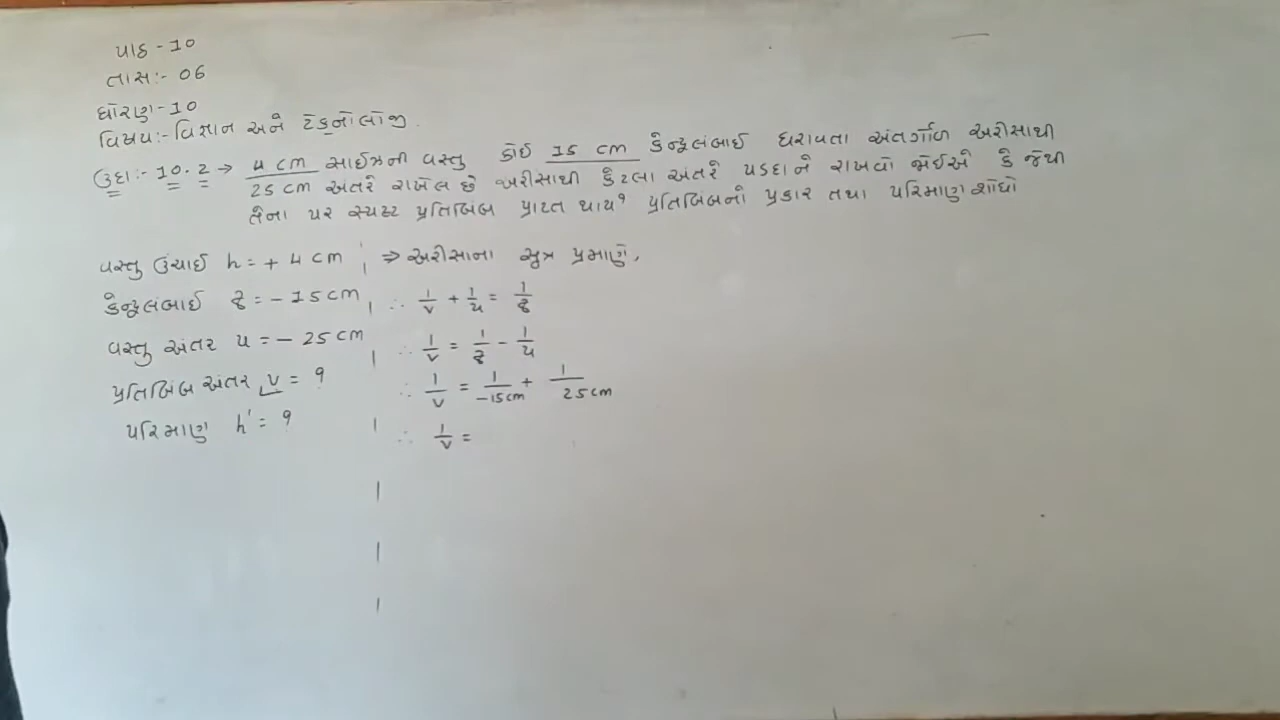 પાઠ - 10
તાસ:- 06
ધોરણ - 10
વિષય:- વિજ્ઞાન અને ટેક્નોલોજી.
ઉદા:- 10.2 → 4 cm સાઈઝની વસ્તુ કોઈ 15 cm કેન્દ્રલંબાઈ ધરાવતા અંતર્ગોળ અરીસાથી
25 cm અંતરે રાખેલ છે અરીસાથી કેટલા અંતરે પડદાને રાખવો જોઈએ કે જેથી
તેના પર સ્પષ્ટ પ્રતિબિંબ પ્રાપ્ત થાય? પ્રતિબિંબનો પ્રકાર તથા પરિમાણ શોધો
વસ્તુ ઉંચાઈ h = + 4 cm
કેન્દ્રલંબાઈ f = - 15 cm
વસ્તુ અંતર u = - 25 cm
પ્રતિબિંબ અંતર v = ?
પરિમાણ h' = ?
⇒ અરીસાના સૂત્ર પ્રમાણે,
∴ 1/v + 1/u = 1/f
∴ 1/v = 1/f - 1/u
∴ 1/v = 1/-15cm + 1/25cm
∴ 1/v =